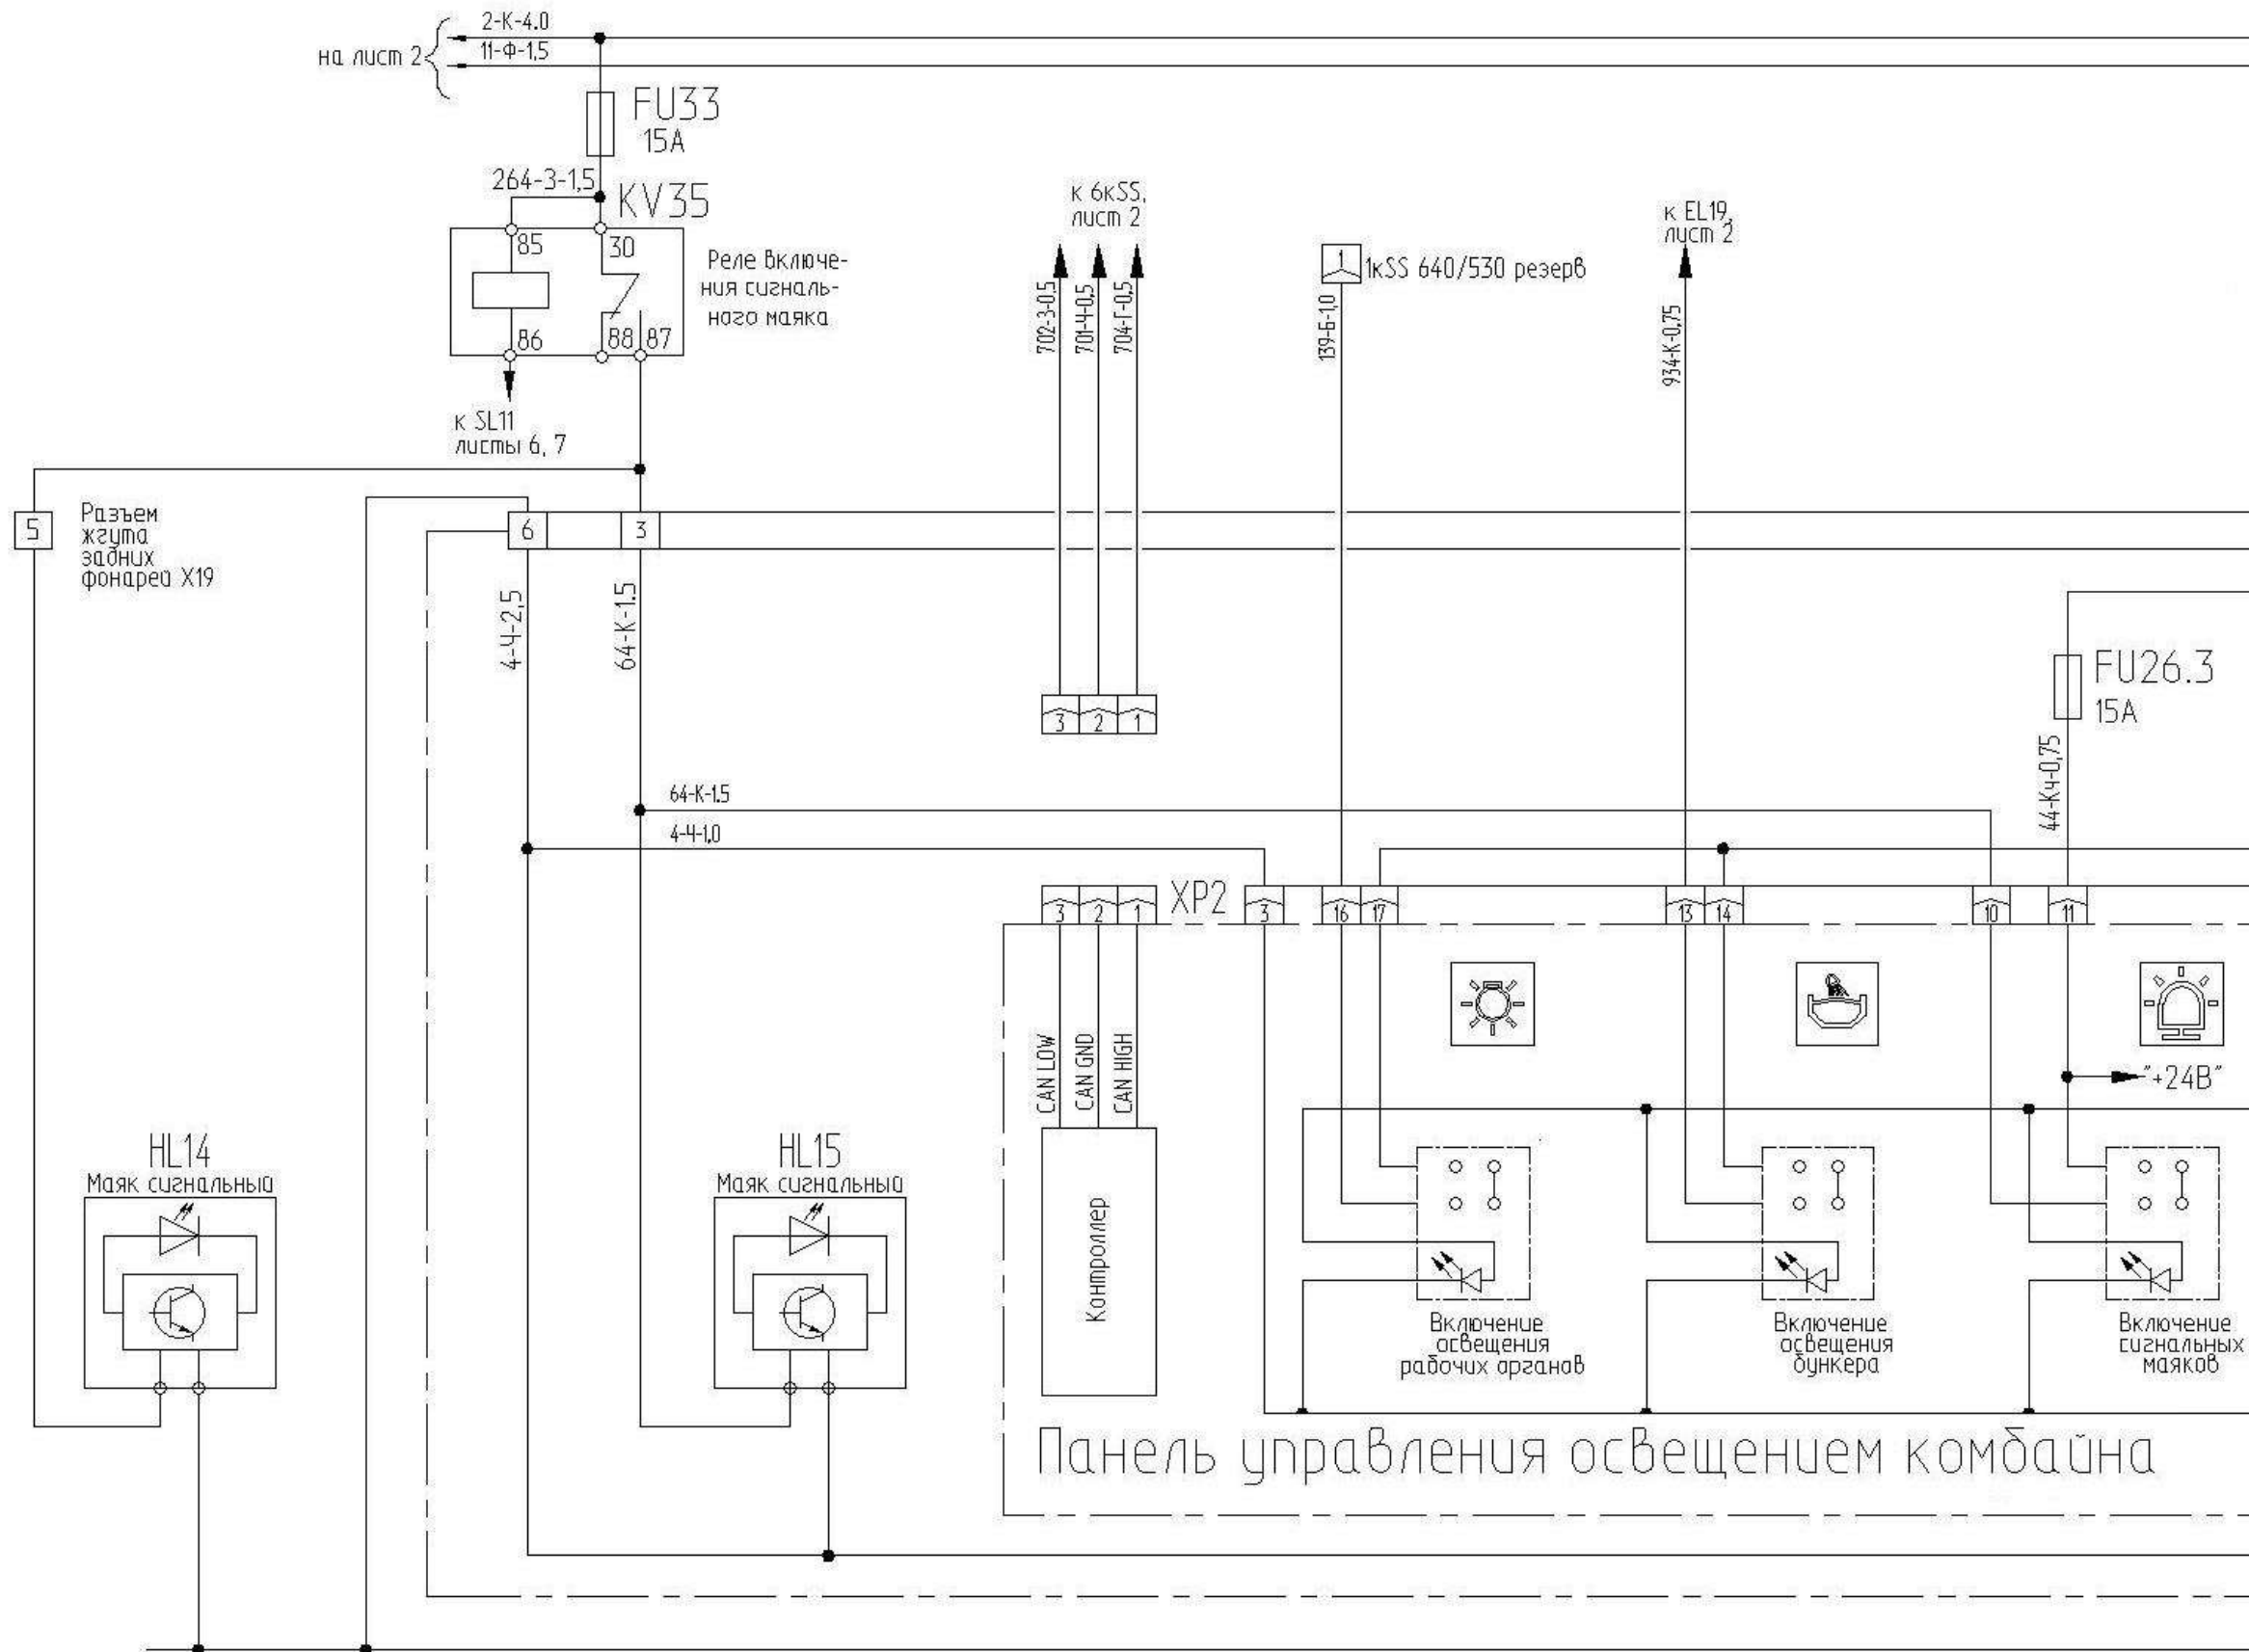 2-К-4.0
11-Ф-1,5
на лист 2
FU33
15А
264-З-1,5
KV35
85
30
86
88
87
Реле включе-
ния сигналь-
ного маяка
к SL11
листы 6, 7
к 6кSS,
лист 2
702-З-0,5
701-Ч-0,5
704-Г-0,5
1
1кSS 640/530 резерв
139-Б-1,0
к EL19,
лист 2
934-К-0,75
5
Разъем
жгута
задних
фонарей X19
6
3
4-Ч-2,5
64-К-1.5
3
2
1
FU26.3
15А
44-Кч-0,75
64-К-1.5
4-Ч-1,0
3
2
1
XP2
3
16
17
13
14
10
11
CAN LOW
CAN GND
CAN HIGH
"+24В"
HL14
Маяк сигнальный
HL15
Маяк сигнальный
Контроллер
Включение
освещения
рабочих органов
Включение
освещения
бункера
Включение
сигнальных
маяков
Панель управления освещением комбайна